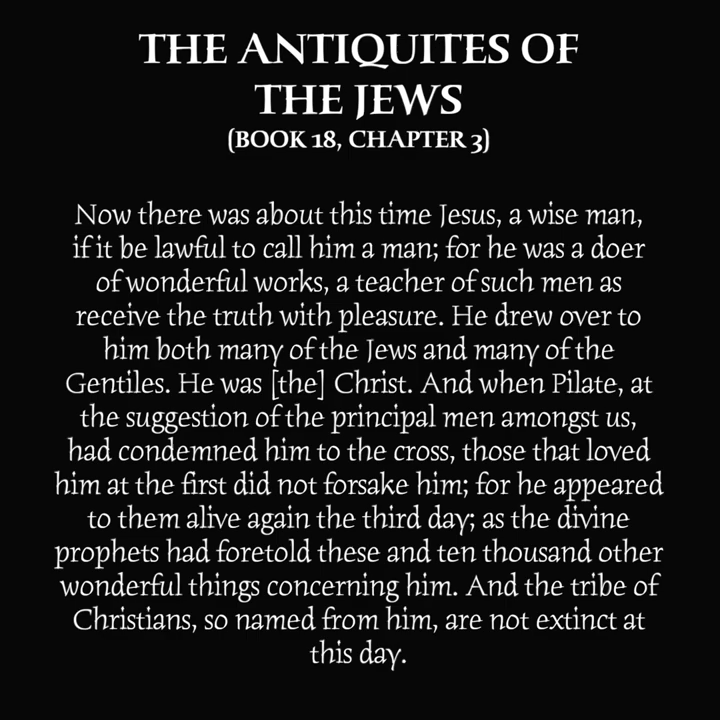 THE ANTIQUITES OF
THE JEWS
(BOOK 18, CHAPTER 3)
Now there was about this time Jesus, a wise man,
if it be lawful to call him a man; for he was a doer
of wonderful works, a teacher of such men as
receive the truth with pleasure. He drew over to
him both many of the Jews and many of the
Gentiles. He was [the] Christ. And when Pilate, at
the suggestion of the principal men amongst us,
had condemned him to the cross, those that loved
him at the first did not forsake him; for he appeared
to them alive again the third day; as the divine
prophets had foretold these and ten thousand other
wonderful things concerning him. And the tribe of
Christians, so named from him, are not extinct at
this day.